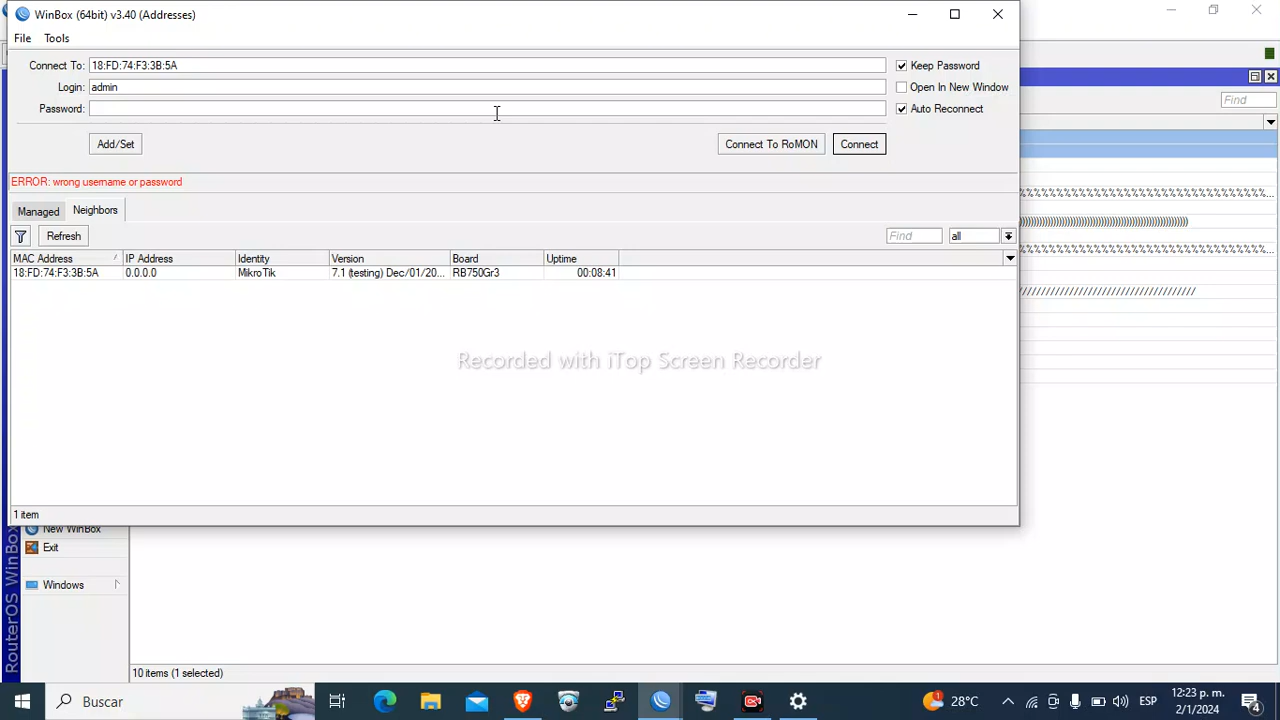 WinBox (64bit) v3.40 (Addresses)
File Tools
Connect To: 18:FD:74:F3:3B:5A
Keep Password
Login: admin
Open In New Window
Password:
Auto Reconnect
Find
Add/Set
Connect To RoMON
Connect
ERROR: wrong username or password
Managed Neighbors
Refresh
Find
all
MAC Address IP Address Identity Version Board Uptime
18:FD:74:F3:3B:5A 0.0.0.0 MikroTik 7.1 (testing) Dec/01/20... RB750Gr3 00:08:41
Recorded with iTop Screen Recorder
1 item
New WinBox
Exit
Windows
RouterOS WinBox
10 items (1 selected)
Buscar
1
28°C
ESP
12:23 p. m.
2/1/2024
4